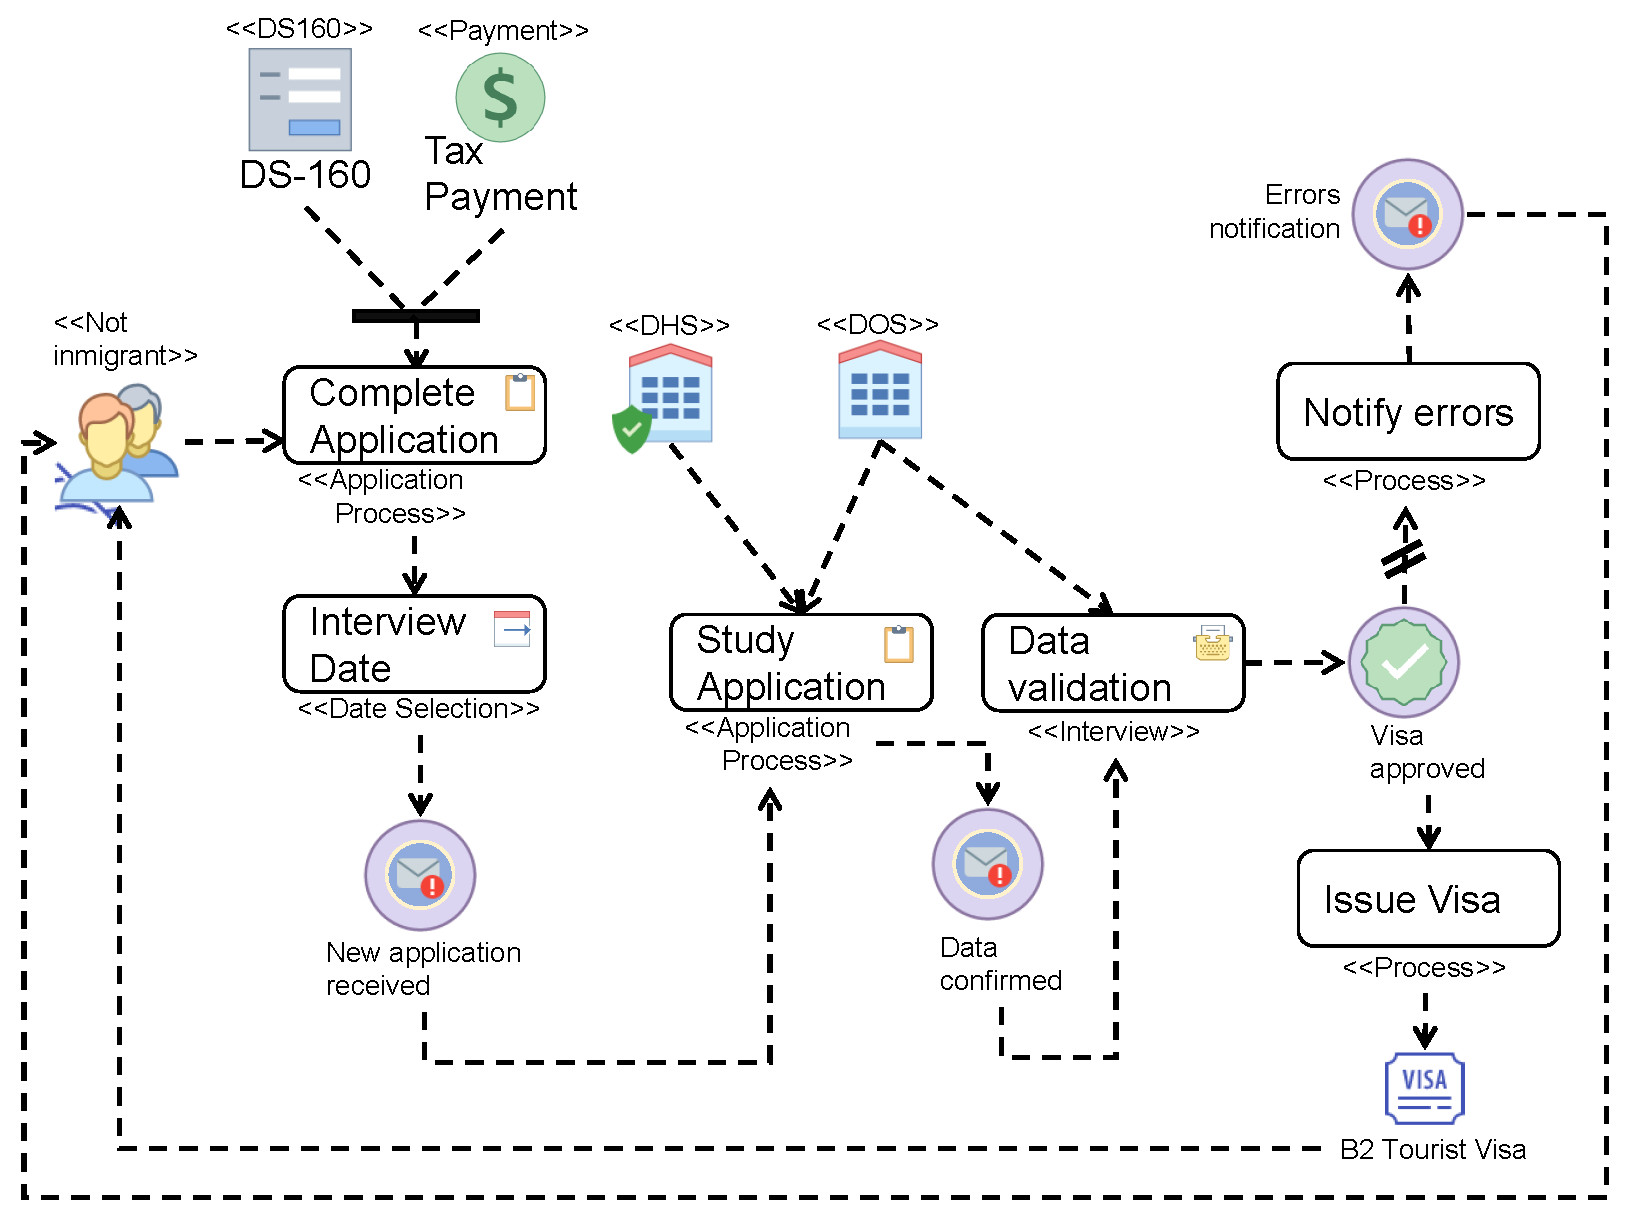 <<DS160>>
DS-160
<<Payment>>
$
Tax
Payment
<<Not
inmigrant>>
Complete
Application
<<Application
Process>>
Interview
Date
<<Date Selection>>
New application
received
<<DHS>>
<<DOS>>
Study
Application
<<Application
Process>>
Data
confirmed
Data
validation
<<Interview>>
Errors
notification
Notify errors
<<Process>>
Visa
approved
Issue Visa
<<Process>>
VISA
B2 Tourist Visa